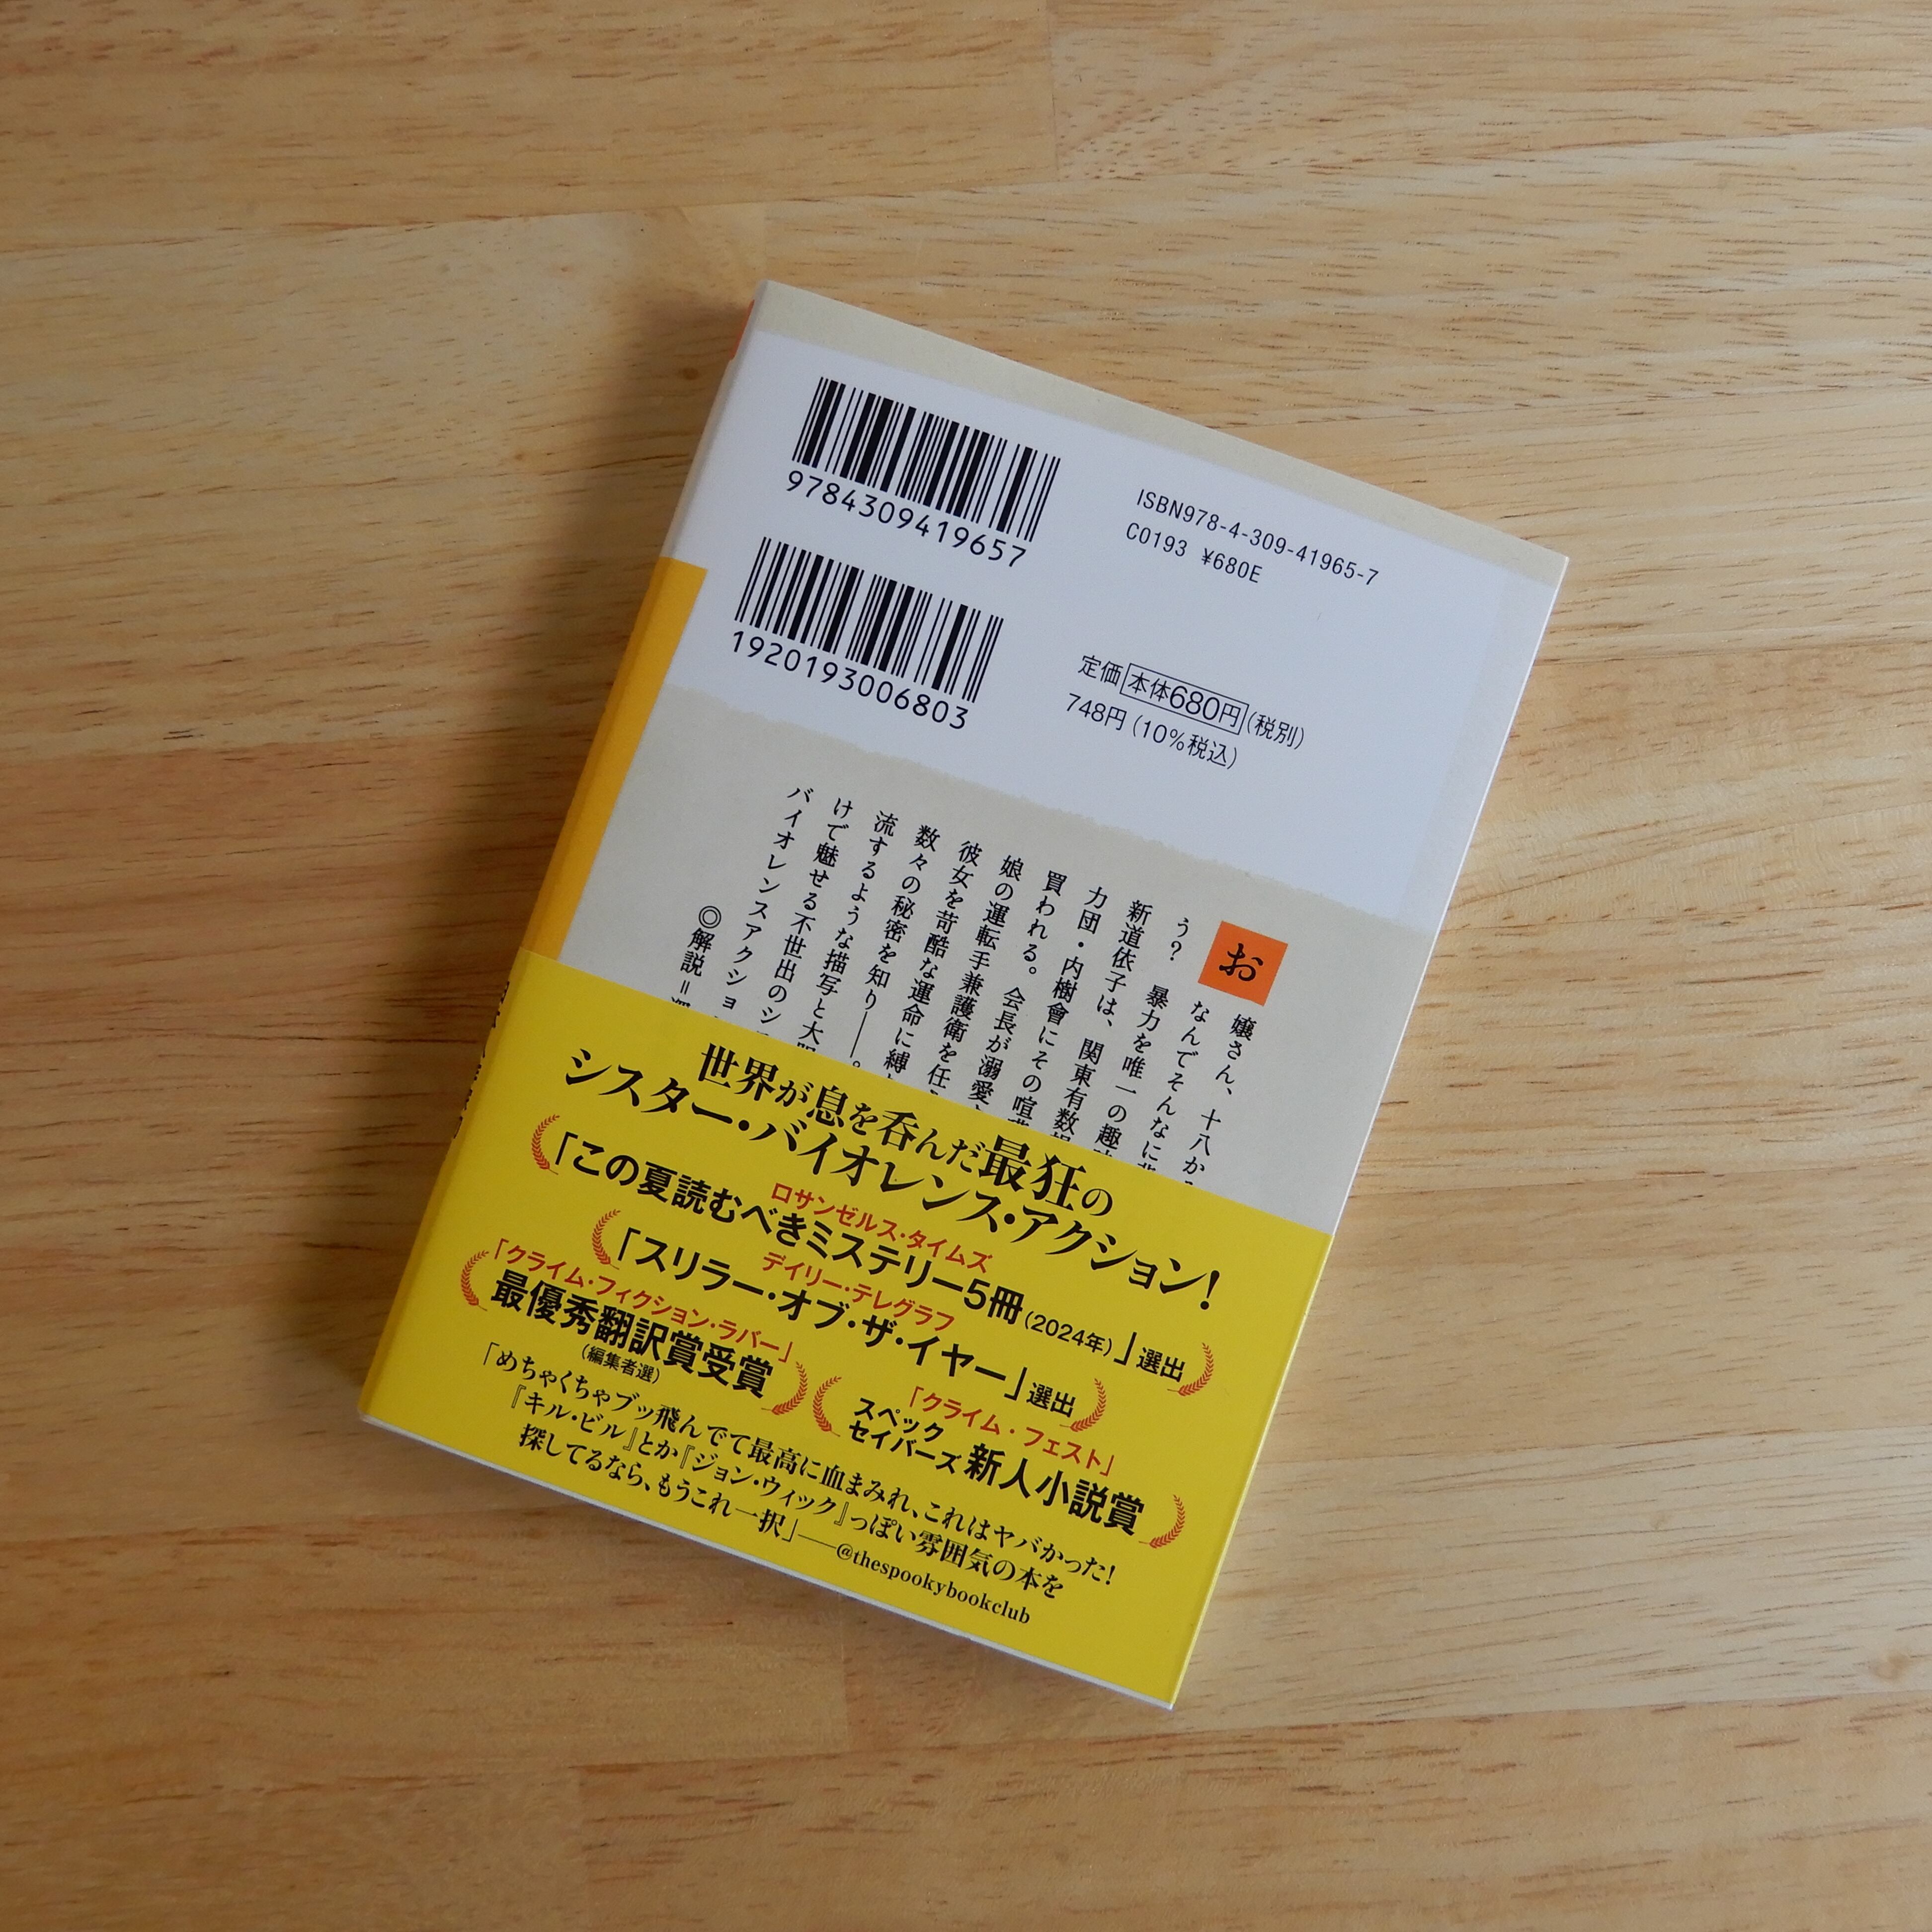 9784309419657
ISBN978-4-309-41965-7
C0193 ¥680E
1920193006803
定価 本体680円(税別)
748円(10%税込)
お
嬢さん、十八か
う？　なんでそんなに
新道依子は、暴力を唯一の趣
力団・内樹會にその喧
買われる。会長が溺愛
娘の運転手兼護衛を任
彼女を苛酷な運命に縛
数々の秘密を知り――。
流するような描写と大
けで魅せる不世出のシ
バイオレンスアクショ
◎解説＝深
世界が息を呑んだ最狂の
シスター・バイオレンス・アクション！
ロサンゼルス・タイムズ
「この夏読むべきミステリー5冊(2024年)」選出
デイリー・テレグラフ
「スリラー・オブ・ザ・イヤー」選出
「クライム・フィクション・ラバー」
最優秀翻訳賞受賞
(編集者選)
「クライム・フェスト」
スペック
セイバーズ 新人小説賞
「めちゃくちゃブッ飛んでて最高に血まみれ、これはヤバかった！
『キル・ビル』とか『ジョン・ウィック』っぽい雰囲気の本を
探してるなら、もうこれ一択」――@thespookybookclub